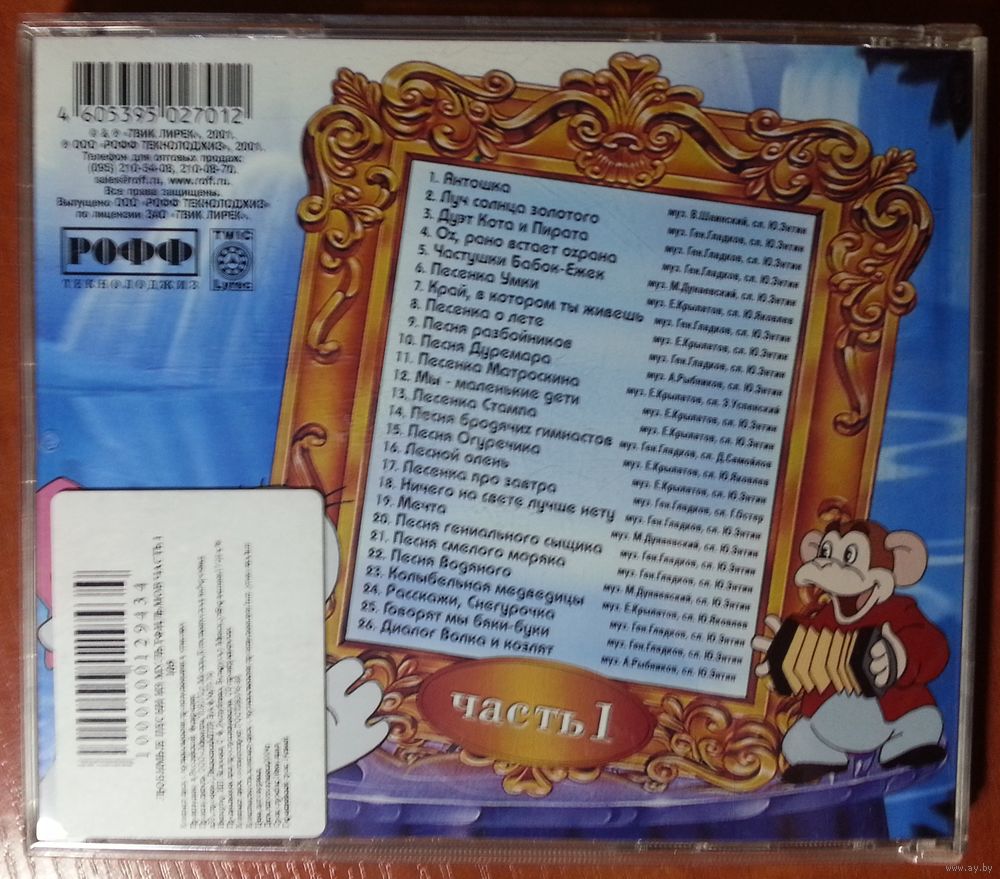 4 605395 027012
© & ℗ «ТВИК ЛИРЕК», 2001.
© ООО «РОФФ ТЕКНОЛОДЖИЗ», 2001.
Телефон для оптовых продаж:
(095) 210-54-08, 210-08-70.
sales@roff.ru, www.roff.ru.
Все права защищены.
Выпущено ООО «РОФФ ТЕКНОЛОДЖИЗ»
по лицензии ЗАО «ТВИК ЛИРЕК».
РОФФ
ТЕКНОЛОДЖИЗ
TWIC
Lyrec
1. Антошка муз. В.Шаинский, сл. Ю.Энтин
2. Луч солнца золотого муз. Ген.Гладков, сл. Ю.Энтин
3. Дуэт Кота и Пирата муз. Ген.Гладков, сл. Ю.Энтин
4. Ох, рано встает охрана муз. Ген.Гладков, сл. Ю.Энтин
5. Частушки Бабок-Ежек муз. М.Дунаевский, сл. Ю.Энтин
6. Песенка Умки муз. Е.Крылатов, сл. Ю.Яковлев
7. Край, в котором ты живешь муз. Ген.Гладков, сл. Ю.Энтин
8. Песенка о лете муз. Е.Крылатов, сл. Ю.Энтин
9. Песня разбойников муз. Ген.Гладков, сл. Ю.Энтин
10. Песня Дуремара муз. А.Рыбников, сл. Ю.Энтин
11. Песенка Матроскина муз. Е.Крылатов, сл. Э.Успенский
12. Мы - маленькие дети муз. Е.Крылатов, сл. Ю.Энтин
13. Песенка Стампа муз. Е.Крылатов, сл. Ю.Энтин
14. Песня бродячих гимнастов муз. Ген.Гладков, сл. Д.Самойлов
15. Песня Огуречика муз. Е.Крылатов, сл. Ю.Яковлев
16. Лесной олень муз. Е.Крылатов, сл. Ю.Энтин
17. Песенка про завтра муз. Ген.Гладков, сл. Г.Остер
18. Ничего на свете лучше нету муз. Ген.Гладков, сл. Ю.Энтин
19. Мечта муз. М.Дунаевский, сл. Ю.Энтин
20. Песня гениального сыщика муз. Ген.Гладков, сл. Ю.Энтин
21. Песня смелого моряка муз. Ген.Гладков, сл. Ю.Энтин
22. Песня Водяного муз. М.Дунаевский, сл. Ю.Энтин
23. Колыбельная медведицы муз. Е.Крылатов, сл. Ю.Яковлев
24. Расскажи, Снегурочка муз. Ген.Гладков, сл. Ю.Энтин
25. Говорят мы бяки-буки муз. Ген.Гладков, сл. Ю.Энтин
26. Диалог Волка и козлят муз. А.Рыбников, сл. Ю.Энтин
часть 1
1000000129434
ЛЮБИМЫЕ ПЕСНИ ИЗ МУЛЬТФИЛЬМОВ ЧАСТЬ 1
www.ay.by